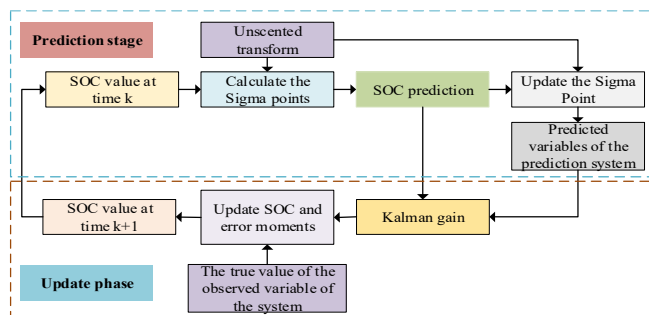 Prediction stage
Unscented
transform
SOC value at
time k
Calculate the
Sigma points
SOC prediction
Update the Sigma
Point
Predicted
variables of the
prediction system
SOC value at
time k+1
Update SOC and
error moments
Kalman gain
Update phase
The true value of the
observed variable of
the system